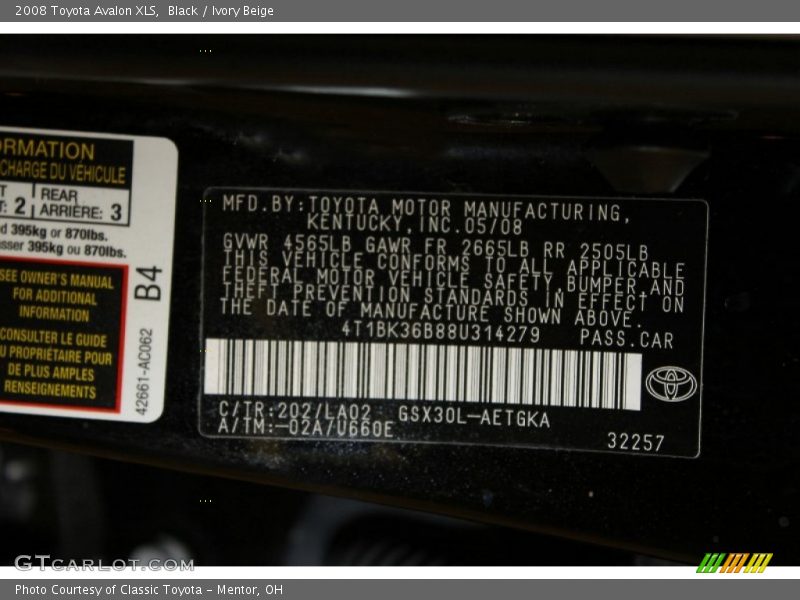 2008 Toyota Avalon XLS,  Black / Ivory Beige
ORMATION
CHARGE DU VÉHICULE
T 2 REAR ARRIÈRE: 3
d 395kg or 870lbs.
sser 395kg ou 870lbs.
SEE OWNER'S MANUAL
FOR ADDITIONAL
INFORMATION
CONSULTER LE GUIDE
U PROPRIÉTAIRE POUR
DE PLUS AMPLES
RENSEIGNEMENTS
B4
42661-AC062
MFD.BY:TOYOTA MOTOR MANUFACTURING,
KENTUCKY,INC.05/08
GVWR 4565LB GAWR FR 2665LB RR 2505LB
THIS VEHICLE CONFORMS TO ALL APPLICABLE
FEDERAL MOTOR VEHICLE SAFETY,BUMPER,AND
THEFT PREVENTION STANDARDS IN EFFECT ON
THE DATE OF MANUFACTURE SHOWN ABOVE.
4T1BK36B88U314279 PASS.CAR
C/TR:202/LA02 GSX30L-AETGKA
A/TM:-02A/U660E
32257
GTCARLOT.COM
Photo Courtesy of Classic Toyota - Mentor, OH